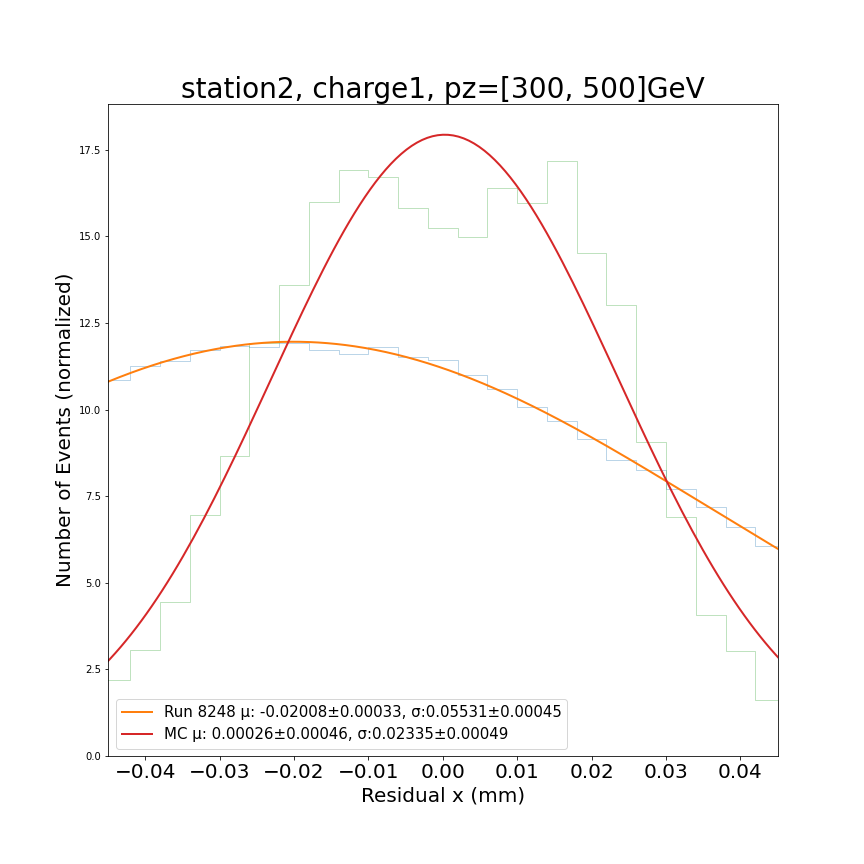 station2, charge1, pz=[300, 500]GeV
Number of Events (normalized)
17.5
15.0
12.5
10.0
7.5
5.0
2.5
0.0
Run 8248 μ: -0.02008±0.00033, σ:0.05531±0.00045
MC μ: 0.00026±0.00046, σ:0.02335±0.00049
−0.04 −0.03 −0.02 −0.01 0.00 0.01 0.02 0.03 0.04
Residual x (mm)